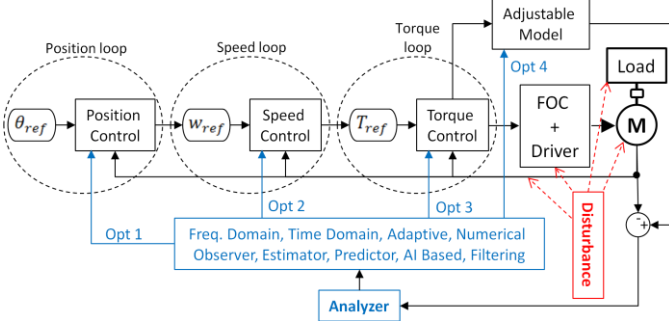 Position loop
Speed loop
Torque
loop
Adjustable
Model
Opt 4
Load
θref
Position
Control
wref
Speed
Control
Tref
Torque
Control
FOC
+
Driver
M
Opt 1
Opt 2
Opt 3
Disturbance
- +
Freq. Domain, Time Domain, Adaptive, Numerical
Observer, Estimator, Predictor, AI Based, Filtering
Analyzer